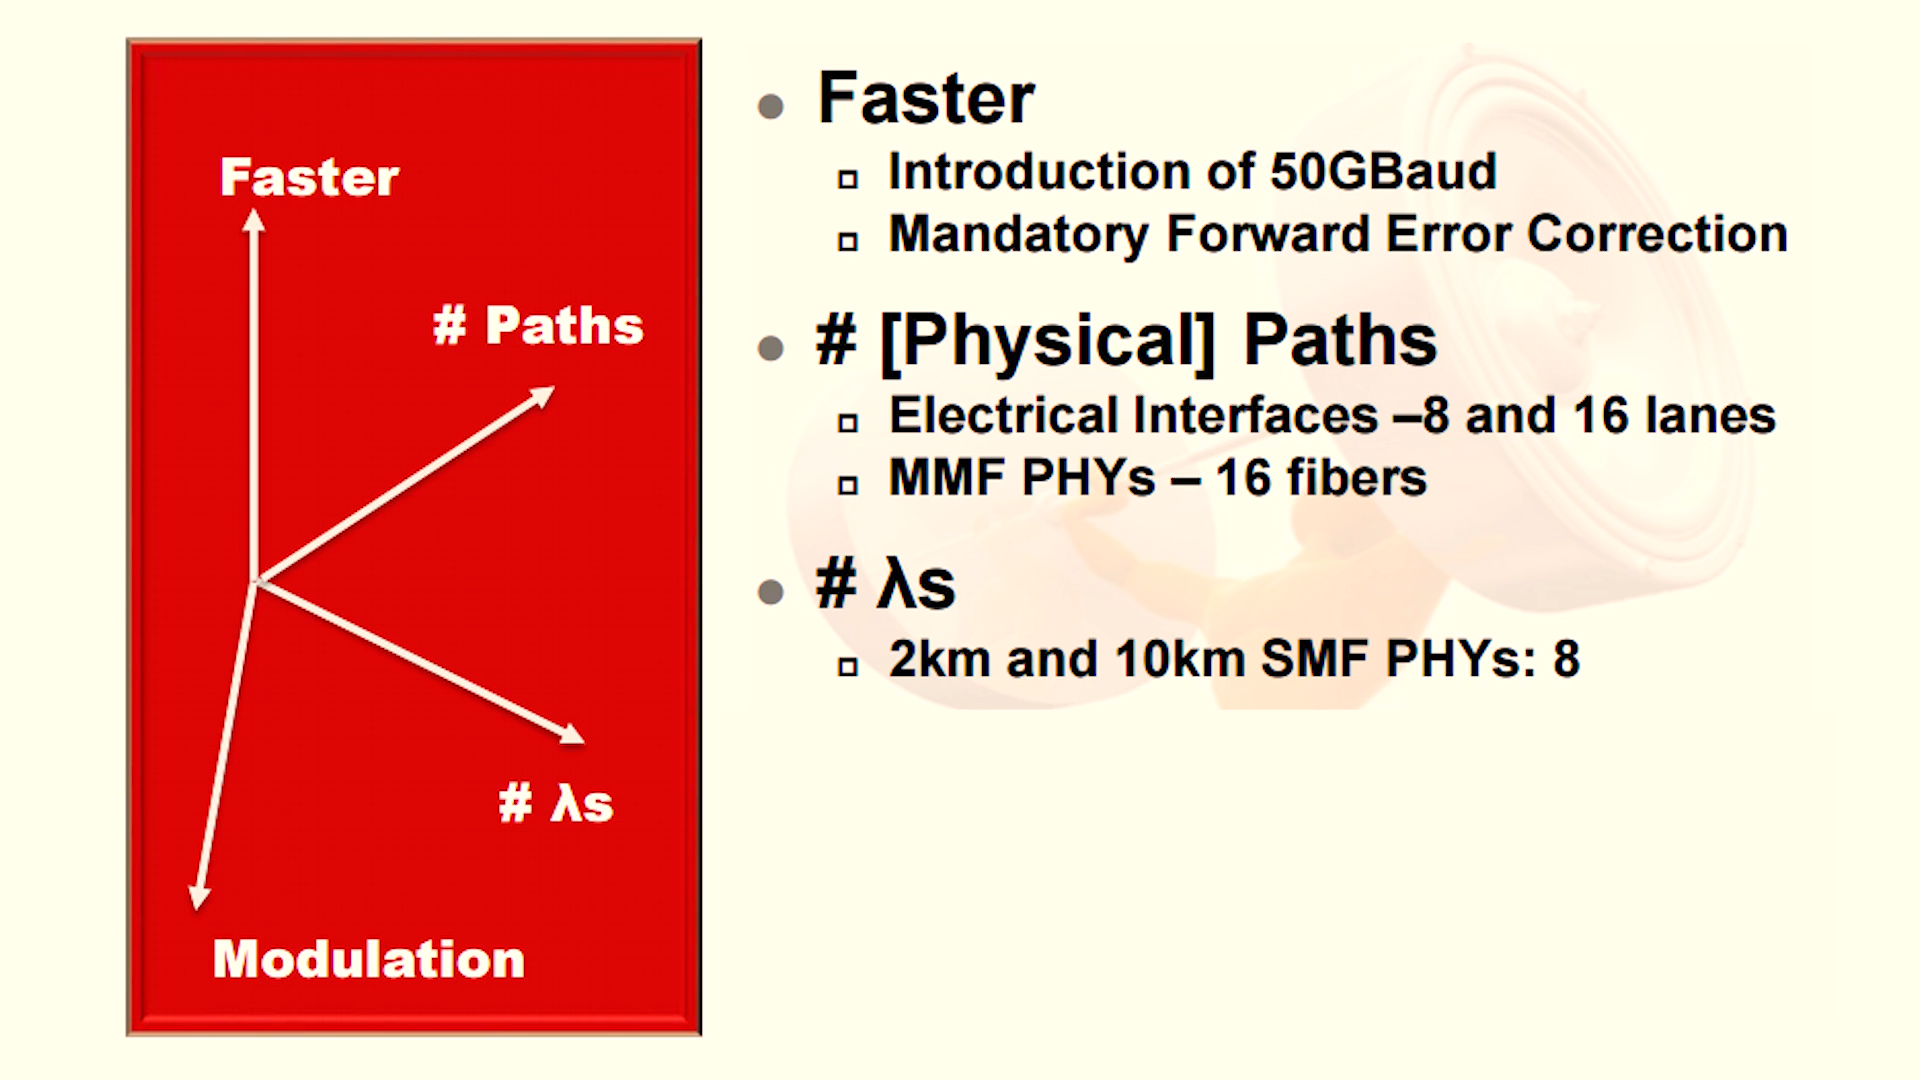 Faster
# Paths
# λs
Modulation
Faster
Introduction of 50GBaud
Mandatory Forward Error Correction
# [Physical] Paths
Electrical Interfaces –8 and 16 lanes
MMF PHYs – 16 fibers
# λs
2km and 10km SMF PHYs: 8